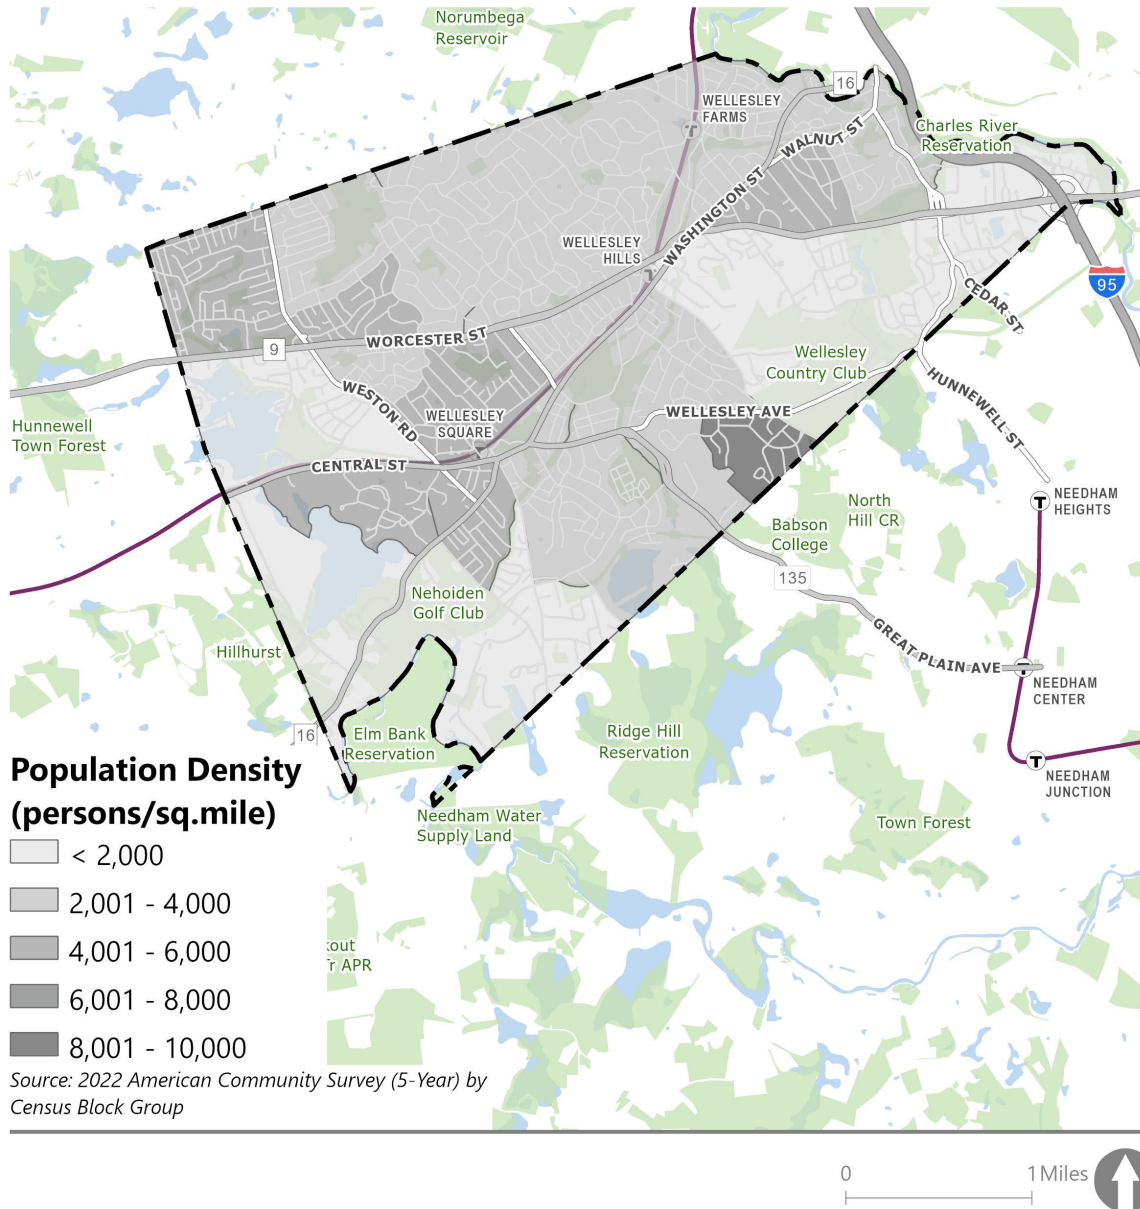 Norumbega
Reservoir
16
WELLESLEY
FARMS
WALNUT ST
Charles River
Reservation
WASHINGTON ST
WELLESLEY
HILLS
95
CEDAR ST
WORCESTER ST
9
Wellesley
Country Club
HUNNEWELL ST
WESTON RD
WELLESLEY
SQUARE
WELLESLEY AVE
Hunnewell
Town Forest
CENTRAL ST
T
NEEDHAM
HEIGHTS
North
Hill CR
Babson
College
135
Nehoiden
Golf Club
Hillhurst
GREAT PLAIN AVE
T
NEEDHAM
CENTER
16
Elm Bank
Reservation
Ridge Hill
Reservation
T
NEEDHAM
JUNCTION
Needham Water
Supply Land
Town Forest
Population Density
(persons/sq.mile)
< 2,000
2,001 - 4,000
4,001 - 6,000
6,001 - 8,000
8,001 - 10,000
kout
r APR
Source: 2022 American Community Survey (5-Year) by
Census Block Group
0 1 Miles